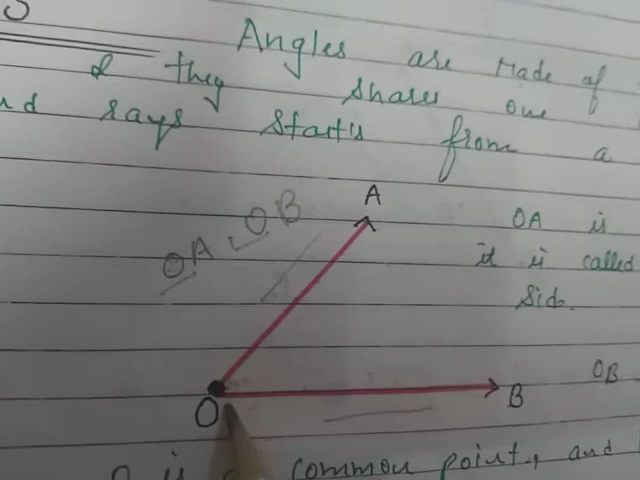 Angles are Made of
& they shares one
rays starts from a
A
OA, OB
OA is
it is called
Side.
OB
B
O
O is a common point, and